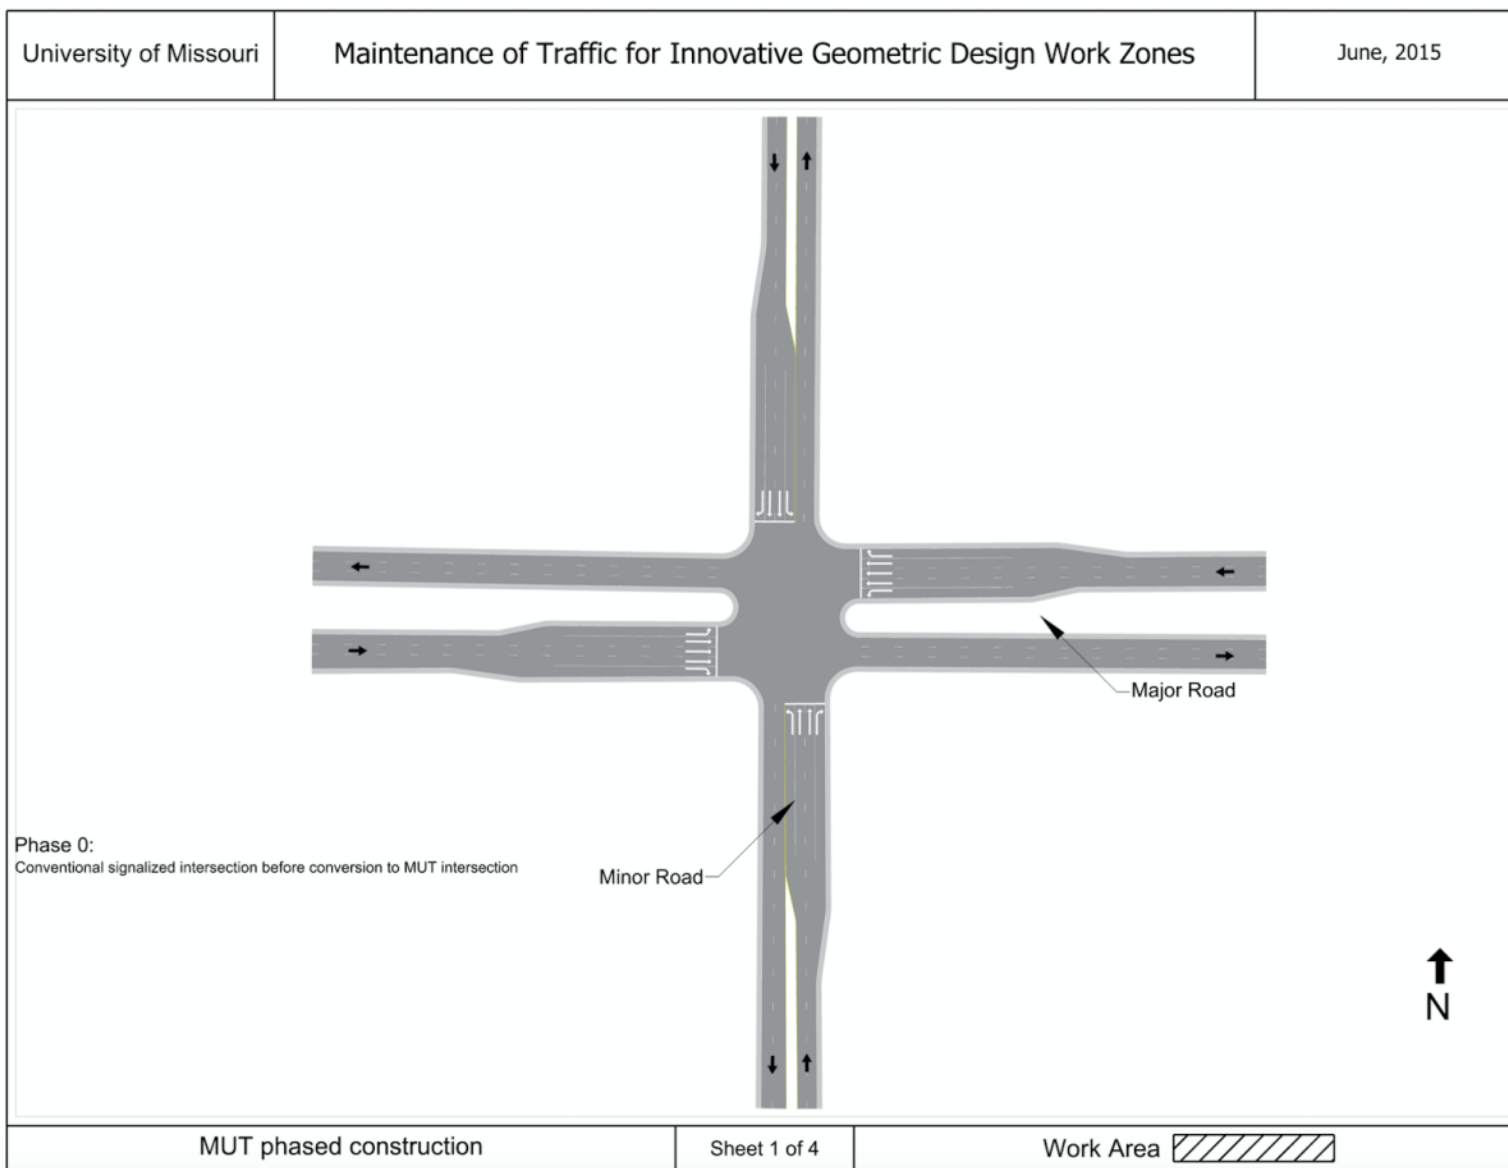 University of Missouri
Maintenance of Traffic for Innovative Geometric Design Work Zones
June, 2015
Major Road
Phase 0:
Conventional signalized intersection before conversion to MUT intersection
Minor Road
N
MUT phased construction
Sheet 1 of 4
Work Area